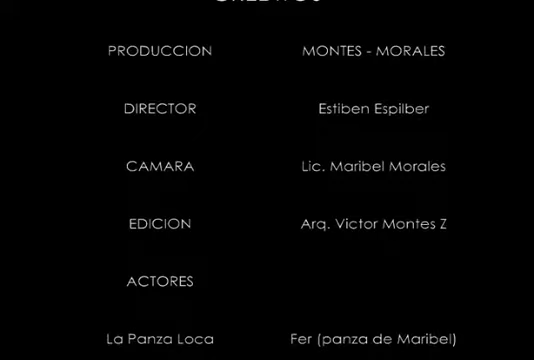 CREDITOS
PRODUCCION MONTES - MORALES
DIRECTOR Estiben Espilber
CAMARA Lic. Maribel Morales
EDICION Arq. Victor Montes Z
ACTORES
La Panza Loca Fer (panza de Maribel)